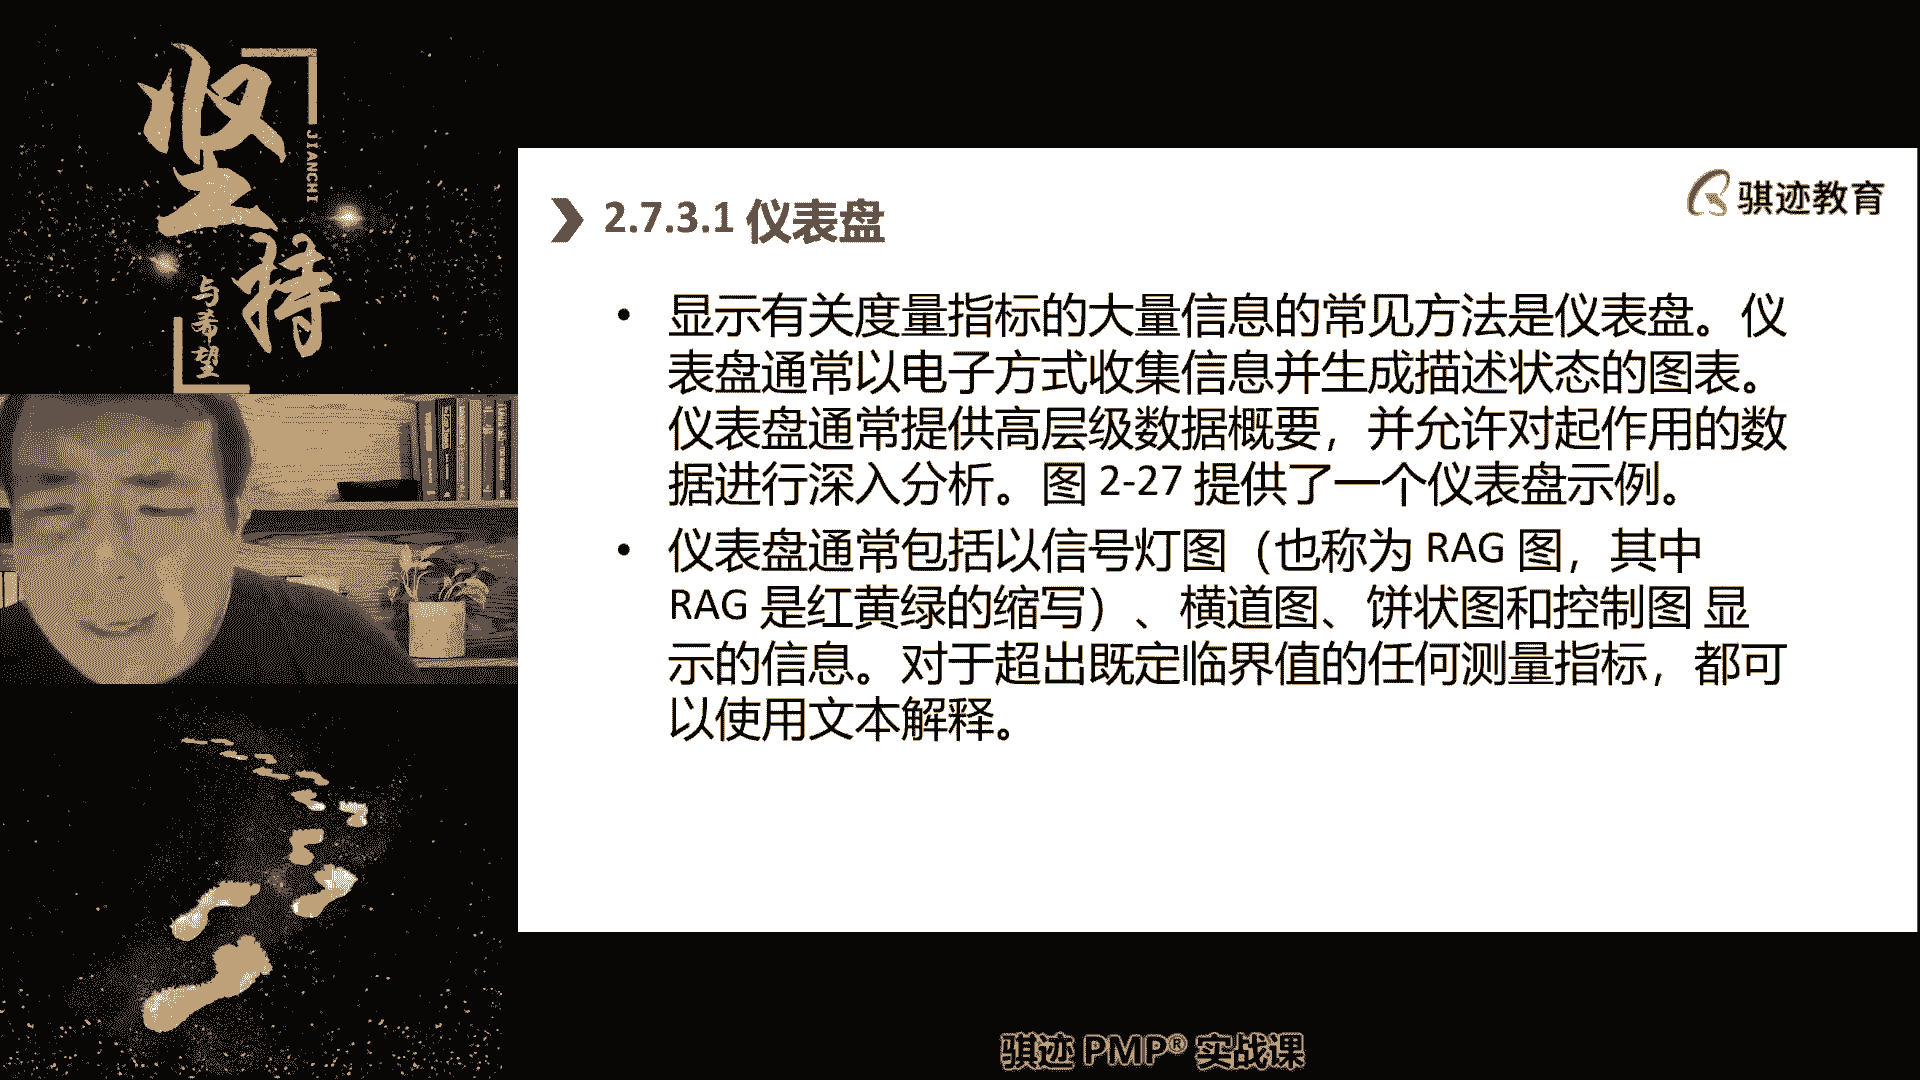 坚持
JIANCHI
与希望
骐迹教育
2.7.3.1 仪表盘
• 显示有关度量指标的大量信息的常见方法是仪表盘。仪
表盘通常以电子方式收集信息并生成描述状态的图表。
仪表盘通常提供高层级数据概要，并允许对起作用的数
据进行深入分析。图 2-27 提供了一个仪表盘示例。
• 仪表盘通常包括以信号灯图（也称为 RAG 图，其中
RAG 是红黄绿的缩写）、横道图、饼状图和控制图 显
示的信息。对于超出既定临界值的任何测量指标，都可
以使用文本解释。
骐迹 PMP® 实战课